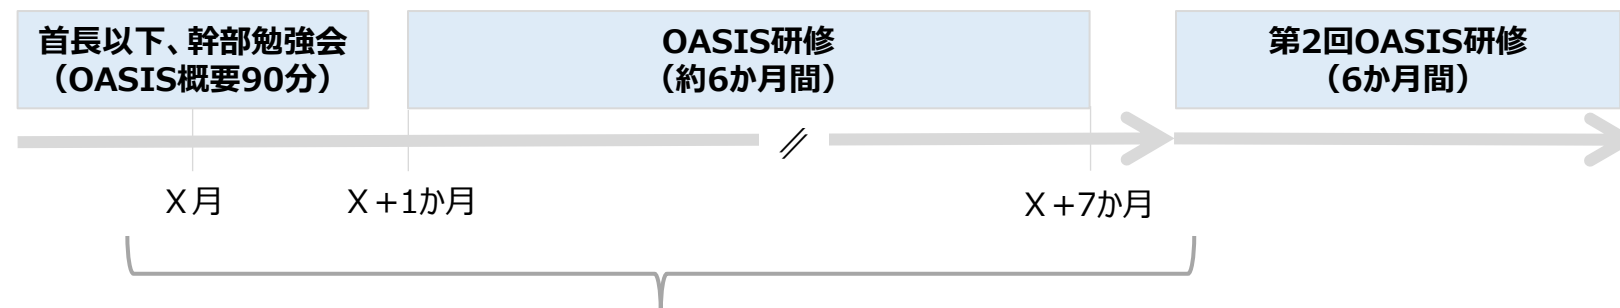 首長以下、幹部勉強会
（OASIS概要90分）
OASIS研修
（約6か月間）
第2回OASIS研修
（6か月間）
//
X月
X+1か月
X+7か月